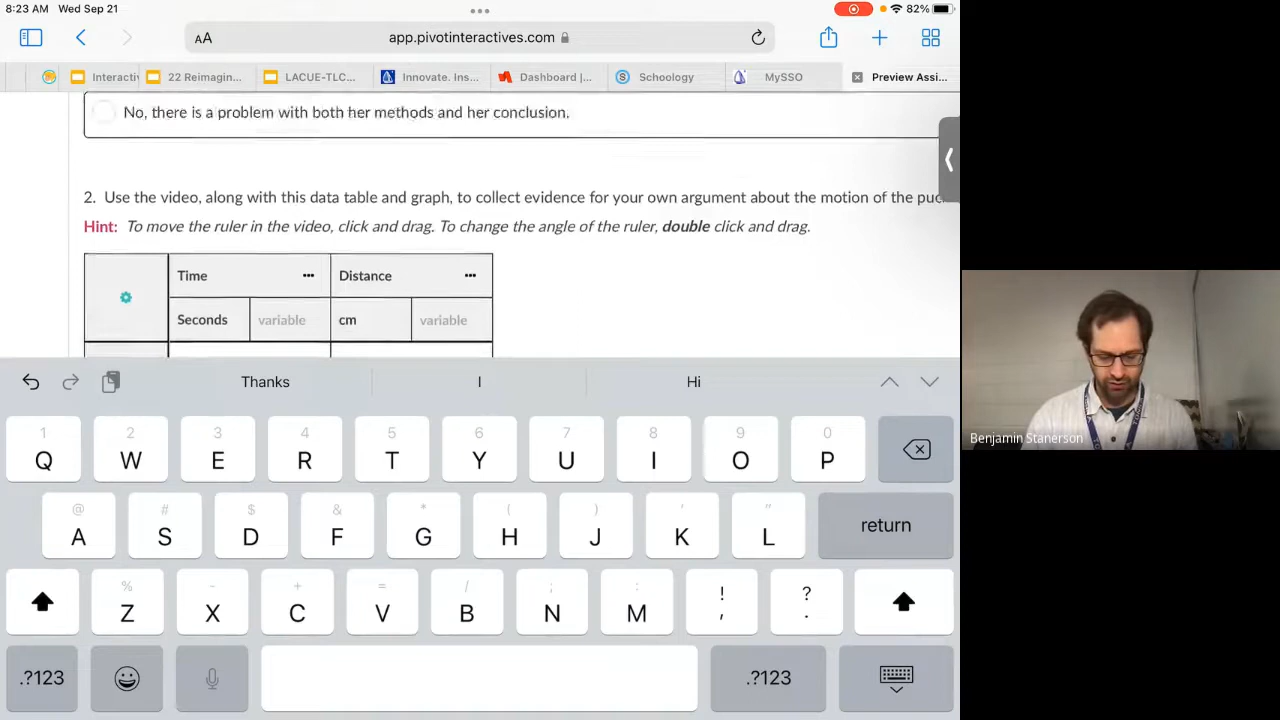 8:23 AM Wed Sep 21
82%
AA
app.pivotinteractives.com
Interacti
22 Reimagin...
LACUE-TLC...
Innovate. Ins...
Dashboard |...
Schoology
MySSO
Preview Assi...
No, there is a problem with both her methods and her conclusion.
2. Use the video, along with this data table and graph, to collect evidence for your own argument about the motion of the puc
Hint: To move the ruler in the video, click and drag. To change the angle of the ruler, double click and drag.
Time ••• Distance •••
Seconds variable cm variable
Thanks I Hi
1 2 3 4 5 6 7 8 9 0
Q W E R T Y U I O P
@ # $ & * ( ) ' "
A S D F G H J K L return
% - + = / ; : ! ?
Z X C V B N M , .
.?123 .?123
Benjamin Stanerson